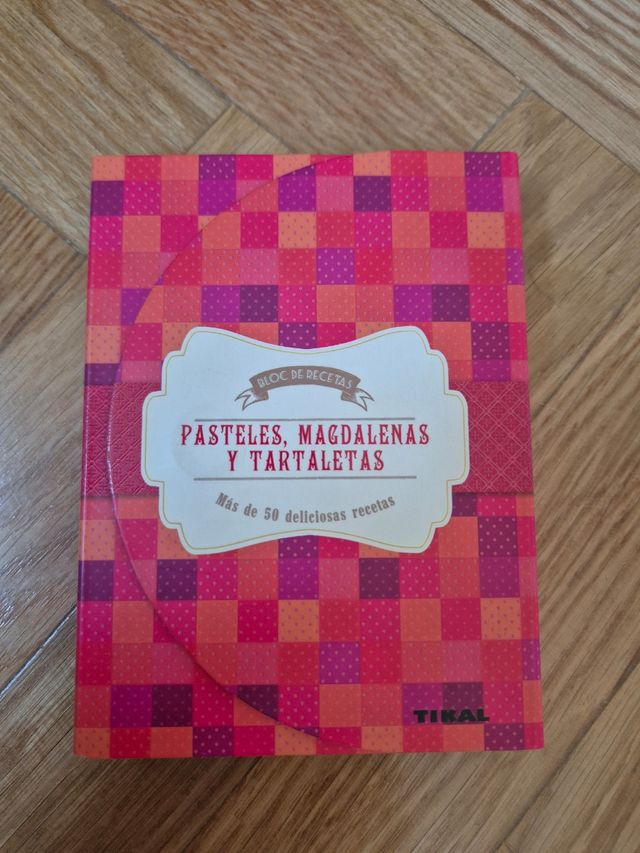 BLOC DE RECETAS
PASTELES, MAGDALENAS
Y TARTALETAS
Más de 50 deliciosas recetas
TIKAL